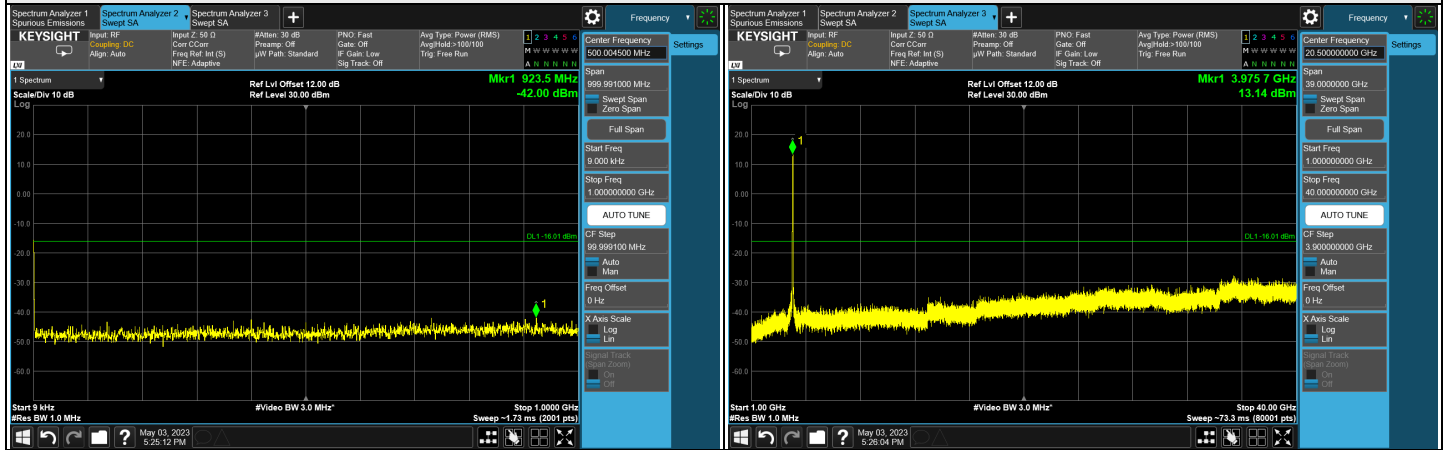 Spectrum Analyzer 1
Spurious Emissions
Spectrum Analyzer 2
Swept SA
Spectrum Analyzer 3
Swept SA
Frequency
KEYSIGHT
Input: RF
Coupling: DC
Align: Auto
Input Z: 50 Ω
Corr CCorr
Freq Ref: Int (S)
NFE: Adaptive
#Atten: 30 dB
Preamp: Off
µW Path: Standard
PNO: Fast
Gate: Off
IF Gain: Low
Sig Track: Off
Avg Type: Power (RMS)
Avg|Hold:>100/100
Trig: Free Run
1 2 3 4 5 6
M W W W W W
A N N N N N
LXI
1 Spectrum
Scale/Div 10 dB
Log
Ref Lvl Offset 12.00 dB
Ref Level 30.00 dBm
Mkr1 923.5 MHz
-42.00 dBm
20.0
10.0
0.00
-10.0
-20.0
-30.0
-40.0
-50.0
-60.0
DL1 -16.01 dBm
1
Start 9 kHz
#Res BW 1.0 MHz
#Video BW 3.0 MHz*
Stop 1.0000 GHz
Sweep ~1.73 ms (2001 pts)
May 03, 2023
5:25:12 PM
Center Frequency
500.004500 MHz
Settings
Span
999.991000 MHz
Swept Span
Zero Span
Full Span
Start Freq
9.000 kHz
Stop Freq
1.000000000 GHz
AUTO TUNE
CF Step
99.999100 MHz
Auto
Man
Freq Offset
0 Hz
X Axis Scale
Log
Lin
Signal Track
(Span Zoom)
On
Off
Spectrum Analyzer 1
Spurious Emissions
Spectrum Analyzer 2
Swept SA
Spectrum Analyzer 3
Swept SA
Frequency
KEYSIGHT
Input: RF
Coupling: DC
Align: Auto
Input Z: 50 Ω
Corr CCorr
Freq Ref: Int (S)
NFE: Adaptive
#Atten: 30 dB
Preamp: Off
µW Path: Standard
PNO: Fast
Gate: Off
IF Gain: Low
Sig Track: Off
Avg Type: Power (RMS)
Avg|Hold:>100/100
Trig: Free Run
1 2 3 4 5 6
M W W W W W
A N N N N N
LXI
1 Spectrum
Scale/Div 10 dB
Log
Ref Lvl Offset 12.00 dB
Ref Level 30.00 dBm
Mkr1 3.975 7 GHz
13.14 dBm
20.0
10.0
0.00
-10.0
-20.0
-30.0
-40.0
-50.0
-60.0
DL1 -16.01 dBm
1
Start 1.00 GHz
#Res BW 1.0 MHz
#Video BW 3.0 MHz*
Stop 40.00 GHz
Sweep ~73.3 ms (80001 pts)
May 03, 2023
5:26:04 PM
Center Frequency
20.500000000 GHz
Settings
Span
39.0000000 GHz
Swept Span
Zero Span
Full Span
Start Freq
1.000000000 GHz
Stop Freq
40.000000000 GHz
AUTO TUNE
CF Step
3.900000000 GHz
Auto
Man
Freq Offset
0 Hz
X Axis Scale
Log
Lin
Signal Track
(Span Zoom)
On
Off